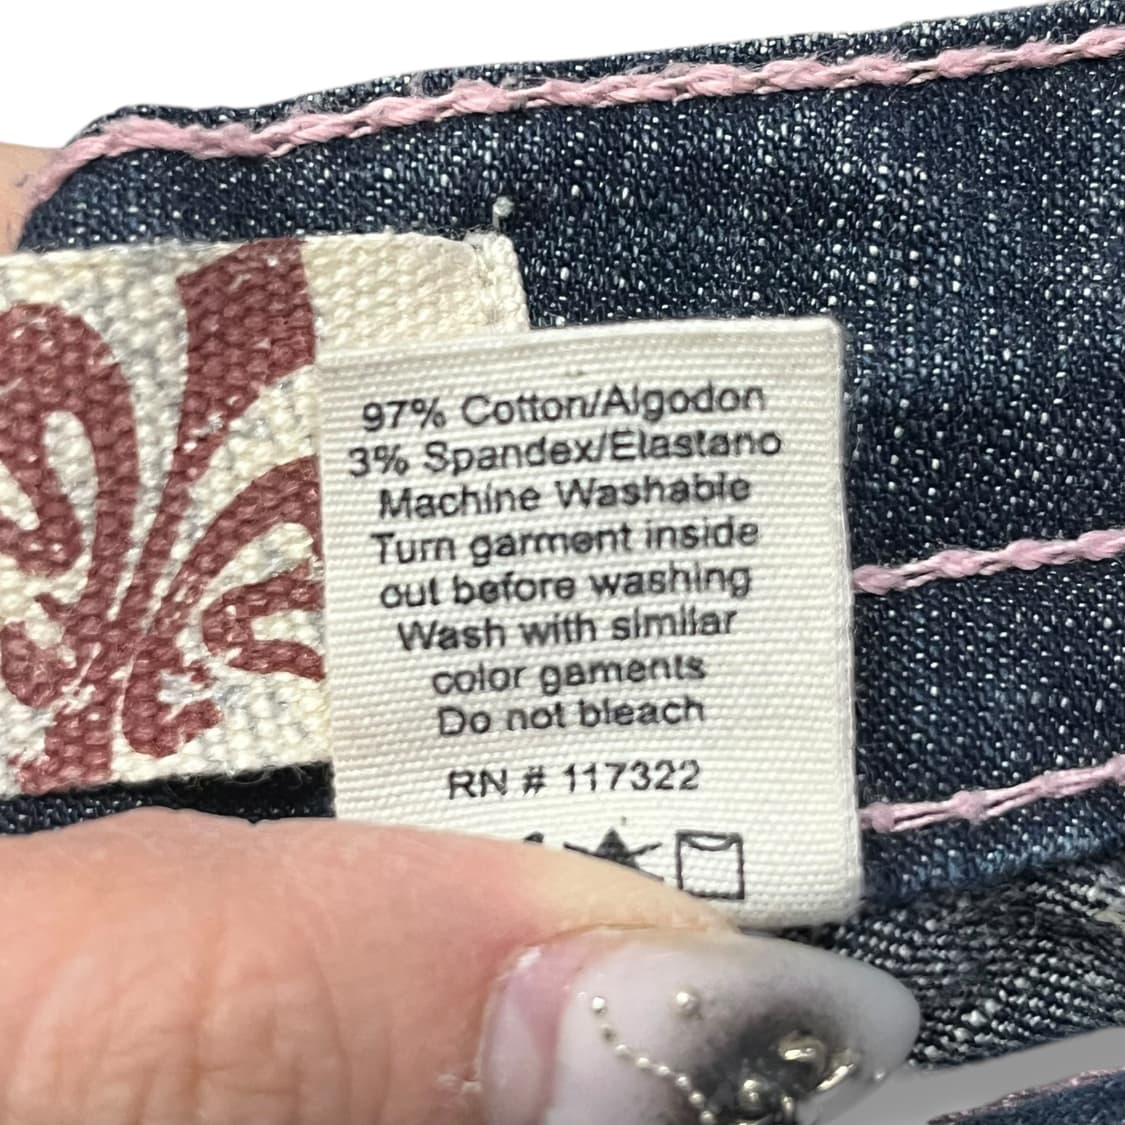 97% Cotton/Algodon
3% Spandex/Elastano
Machine Washable
Turn garment inside
out before washing
Wash with similar
color gaments
Do not bleach
RN # 117322